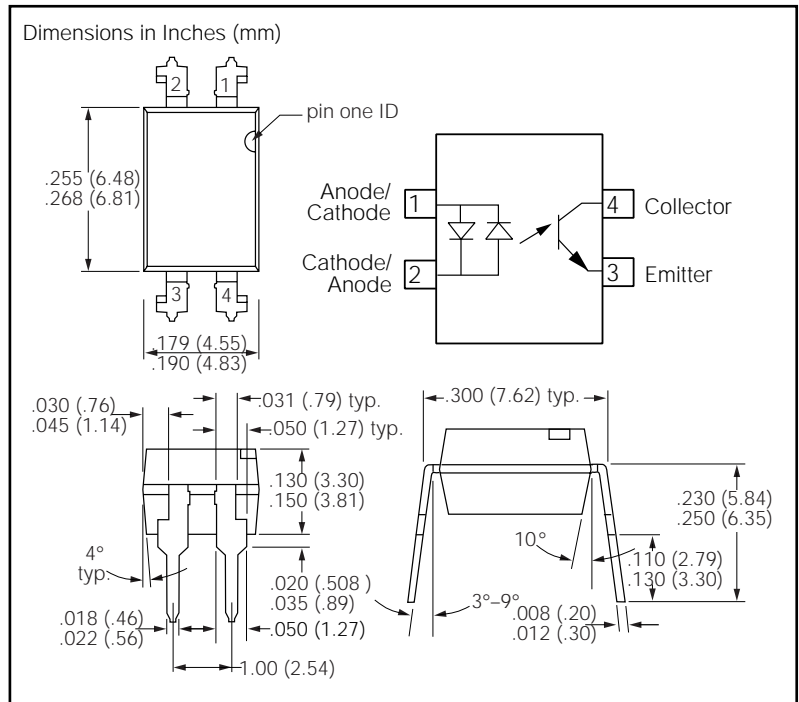 Dimensions in Inches (mm)
2 1
pin one ID
.255 (6.48)
.268 (6.81)
3 4
.179 (4.55)
.190 (4.83)
Anode/
Cathode
1
Cathode/
Anode
2
4 Collector
3 Emitter
.030 (.76)
.045 (1.14)
.031 (.79) typ.
.050 (1.27) typ.
.130 (3.30)
.150 (3.81)
4°
typ.
.020 (.508 )
.035 (.89)
.018 (.46)
.022 (.56)
.050 (1.27)
1.00 (2.54)
.300 (7.62) typ.
.230 (5.84)
.250 (6.35)
10°
.110 (2.79)
.130 (3.30)
3°–9°
.008 (.20)
.012 (.30)